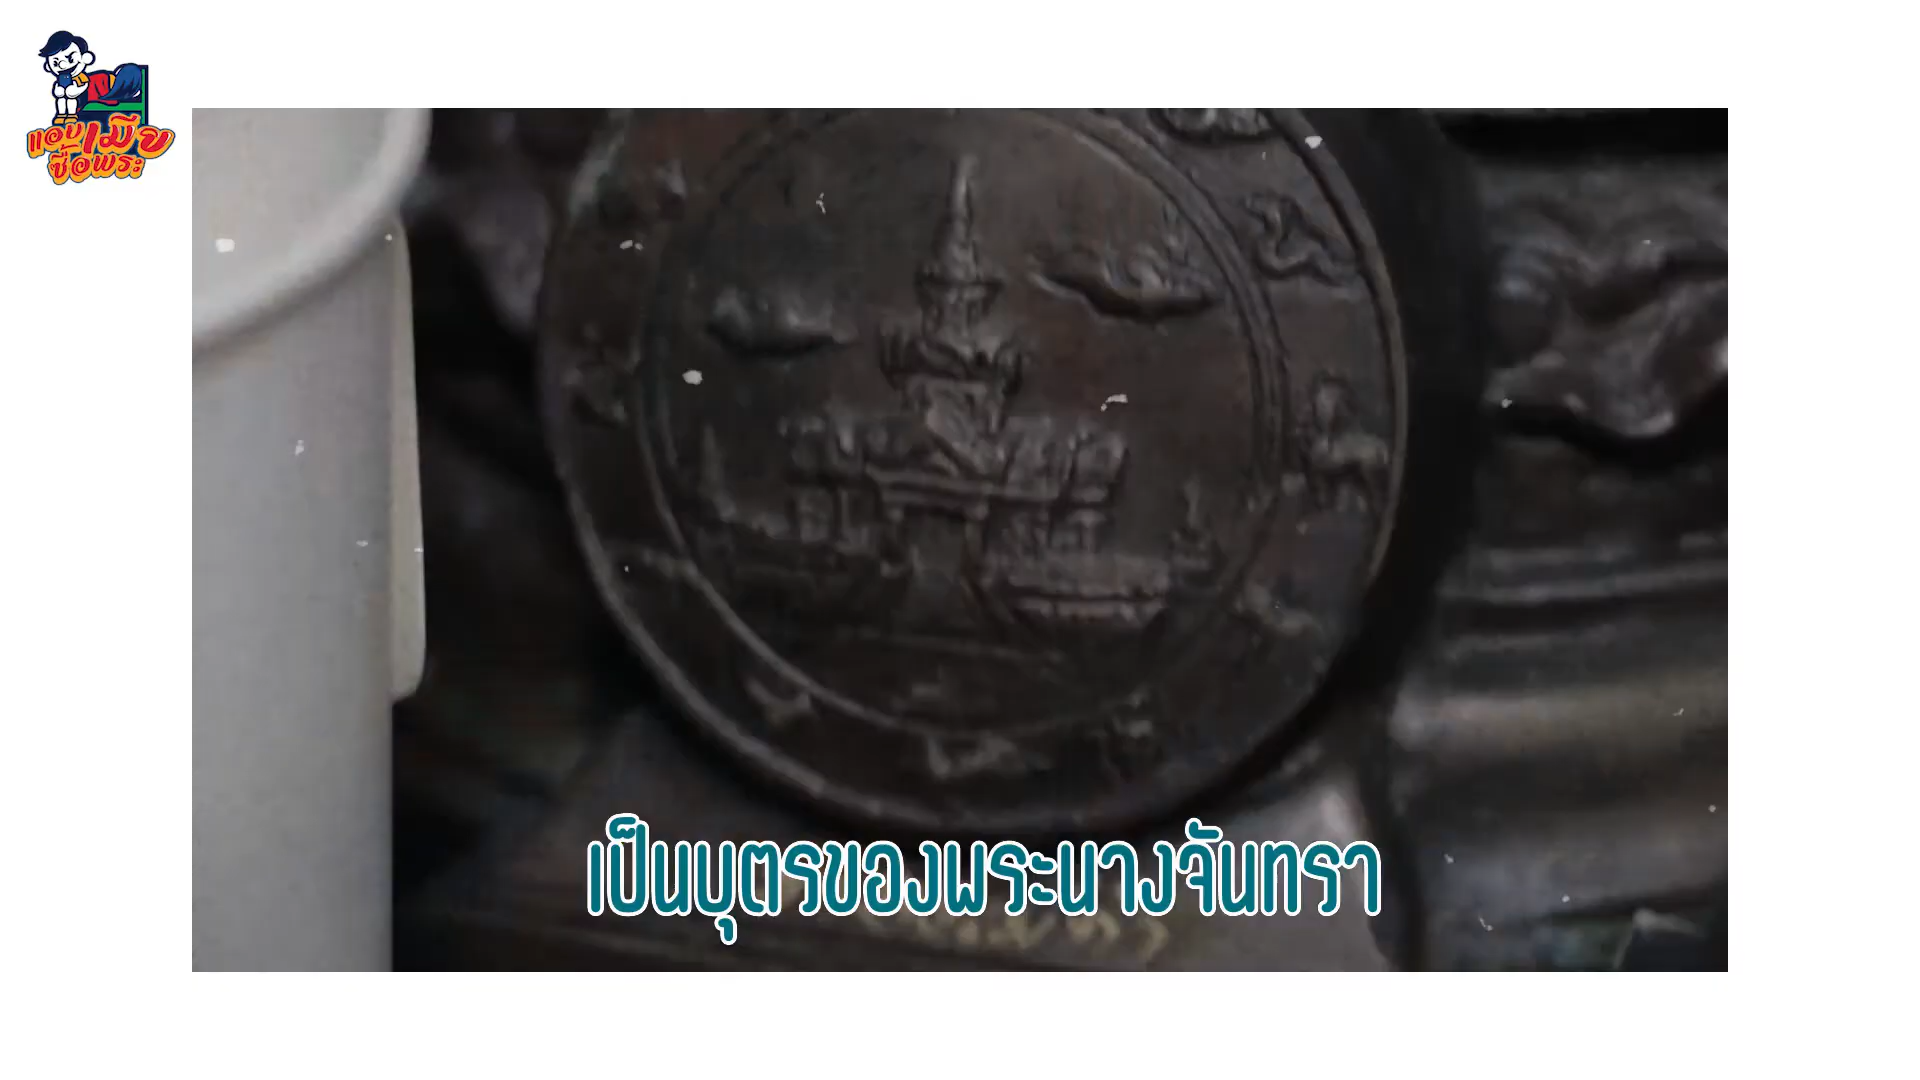 แอบเมีย
ซื้อพระ
เป็นบุตรของพระนางจันทรา